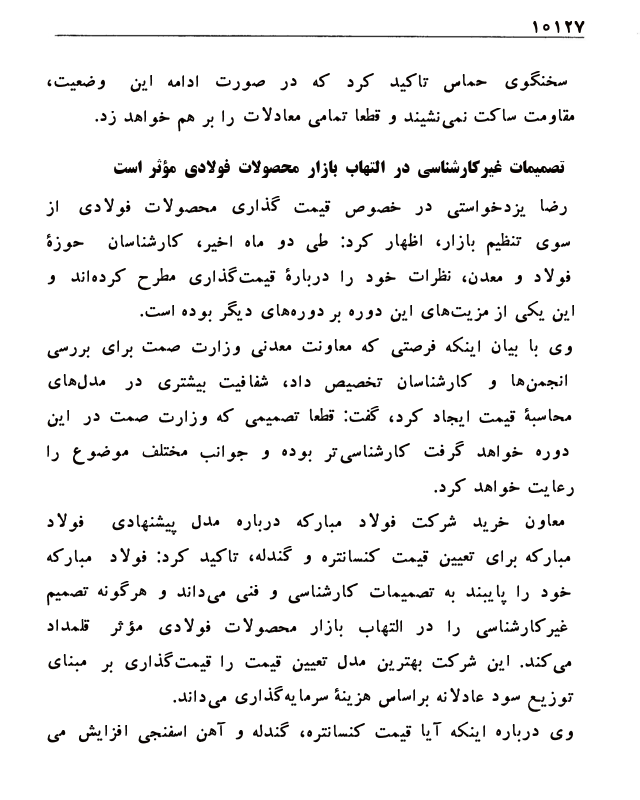 ۱۰۱۲۷
سخنگوی حماس تاکید کرد که در صورت ادامه این وضعیت،
مقاومت ساکت نمی‌نشیند و قطعا تمامی معادلات را بر هم خواهد زد.
تصمیمات غیرکارشناسی در التهاب بازار محصولات فولادی مؤثر است
رضا یزدخواستی در خصوص قیمت گذاری محصولات فولادی از
سوی تنظیم بازار، اظهار کرد: طی دو ماه اخیر، کارشناسان حوزهٔ
فولاد و معدن، نظرات خود را دربارهٔ قیمت‌گذاری مطرح کرده‌اند و
این یکی از مزیت‌های این دوره بر دوره‌های دیگر بوده است.
وی با بیان اینکه فرصتی که معاونت معدنی وزارت صمت برای بررسی
انجمن‌ها و کارشناسان تخصیص داد، شفافیت بیشتری در مدل‌های
محاسبهٔ قیمت ایجاد کرد، گفت: قطعا تصمیمی که وزارت صمت در این
دوره خواهد گرفت کارشناسی‌تر بوده و جوانب مختلف موضوع را
رعایت خواهد کرد.
معاون خرید شرکت فولاد مبارکه درباره مدل پیشنهادی فولاد
مبارکه برای تعیین قیمت کنسانتره و گندله، تاکید کرد: فولاد مبارکه
خود را پایبند به تصمیمات کارشناسی و فنی می‌داند و هرگونه تصمیم
غیرکارشناسی را در التهاب بازار محصولات فولادی مؤثر قلمداد
می‌کند. این شرکت بهترین مدل تعیین قیمت را قیمت‌گذاری بر مبنای
توزیع سود عادلانه براساس هزینهٔ سرمایه‌گذاری می‌داند.
وی درباره اینکه آیا قیمت کنسانتره، گندله و آهن اسفنجی افزایش می